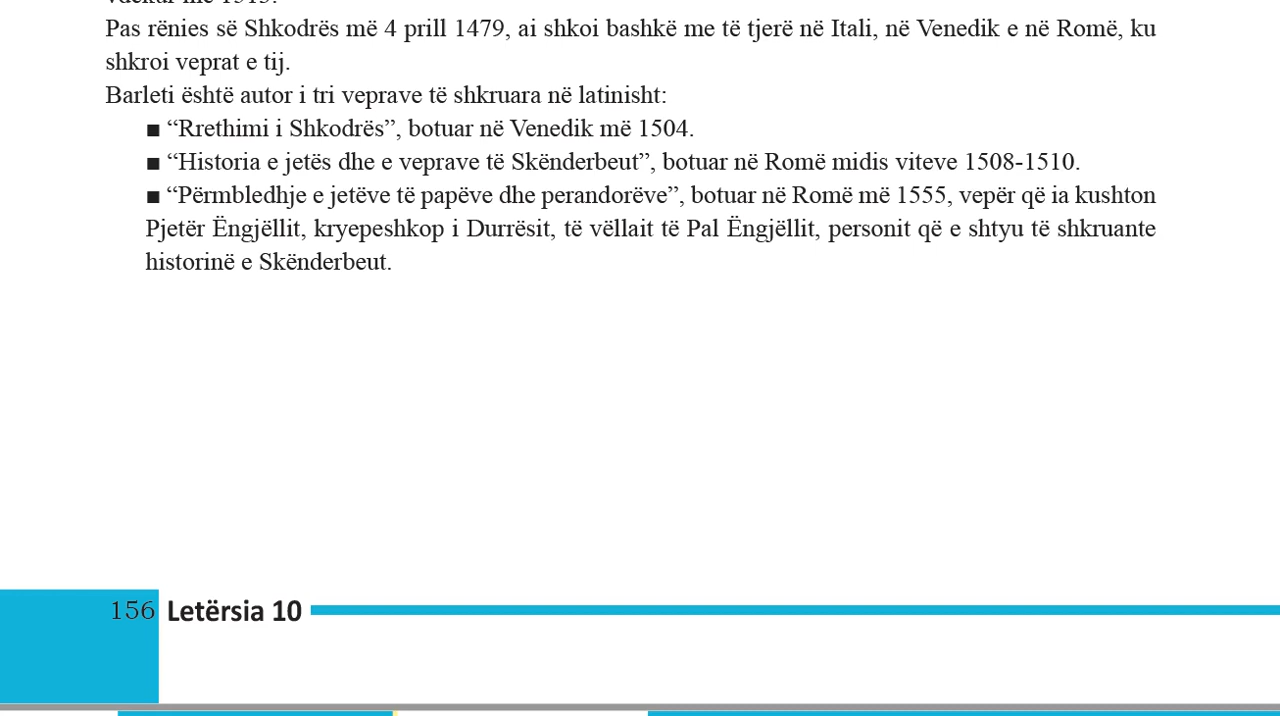 Pas rënies së Shkodrës më 4 prill 1479, ai shkoi bashkë me të tjerë në Itali, në Venedik e në Romë, ku
shkroi veprat e tij.
Barleti është autor i tri veprave të shkruara në latinisht:
■ “Rrethimi i Shkodrës”, botuar në Venedik më 1504.
■ “Historia e jetës dhe e veprave të Skënderbeut”, botuar në Romë midis viteve 1508-1510.
■ “Përmbledhje e jetëve të papëve dhe perandorëve”, botuar në Romë më 1555, vepër që ia kushton
Pjetër Ëngjëllit, kryepeshkop i Durrësit, të vëllait të Pal Ëngjëllit, personit që e shtyu të shkruante
historinë e Skënderbeut.
156 Letërsia 10